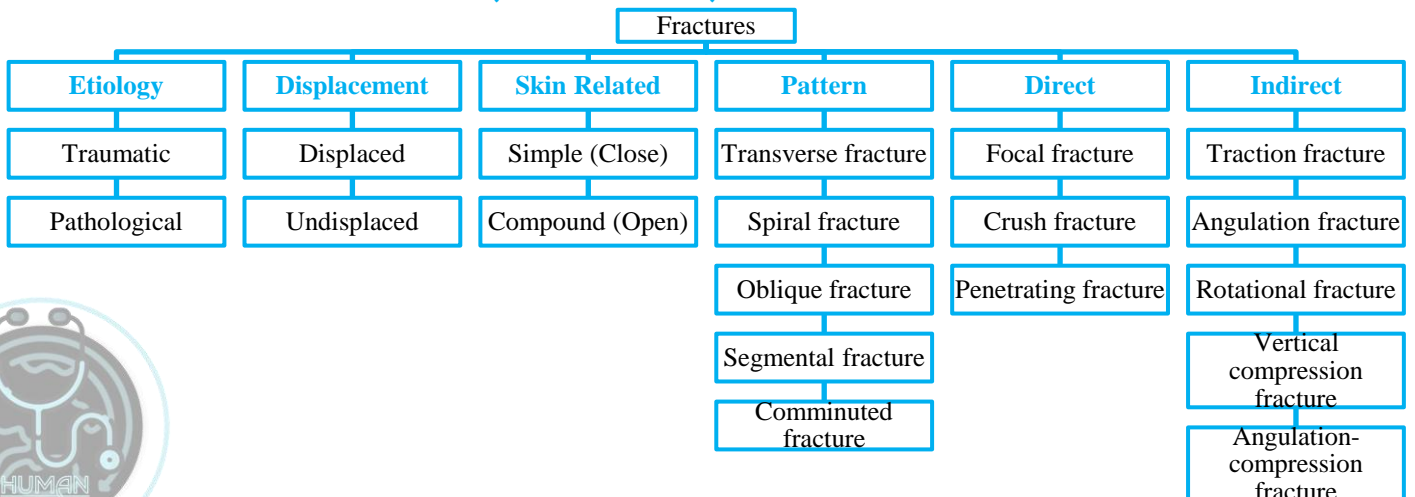 Fractures
Etiology
Traumatic
Pathological
Displacement
Displaced
Undisplaced
Skin Related
Simple (Close)
Compound (Open)
Pattern
Transverse fracture
Spiral fracture
Oblique fracture
Segmental fracture
Comminuted
fracture
Direct
Focal fracture
Crush fracture
Penetrating fracture
Indirect
Traction fracture
Angulation fracture
Rotational fracture
Vertical
compression
fracture
Angulation-
compression
fracture
HUMAN